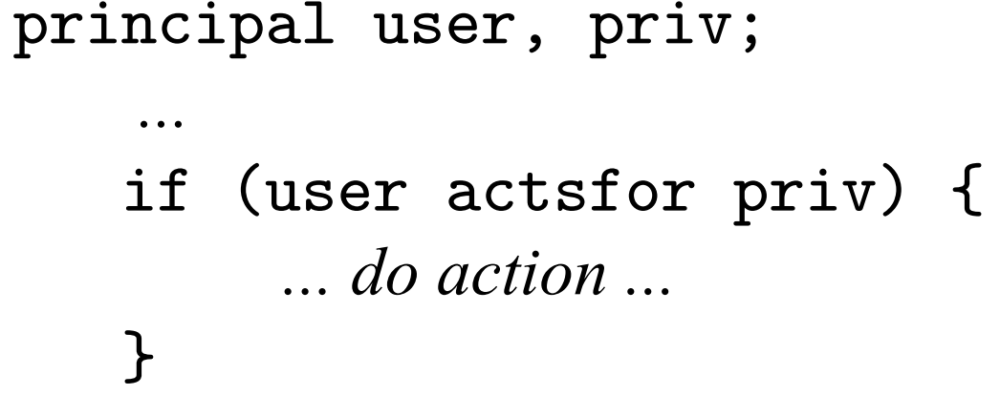 principal user, priv;
...
if (user actsfor priv) {
... do action ...
}